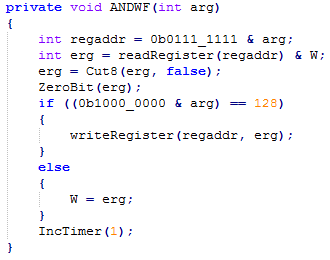 private void ANDWF(int arg)
{
    int regaddr = 0b0111_1111 & arg;
    int erg = readRegister(regaddr) & W;
    erg = Cut8(erg, false);
    ZeroBit(erg);
    if ((0b1000_0000 & arg) == 128)
    {
        writeRegister(regaddr, erg);
    }
    else
    {
        W = erg;
    }
    IncTimer(1);
}